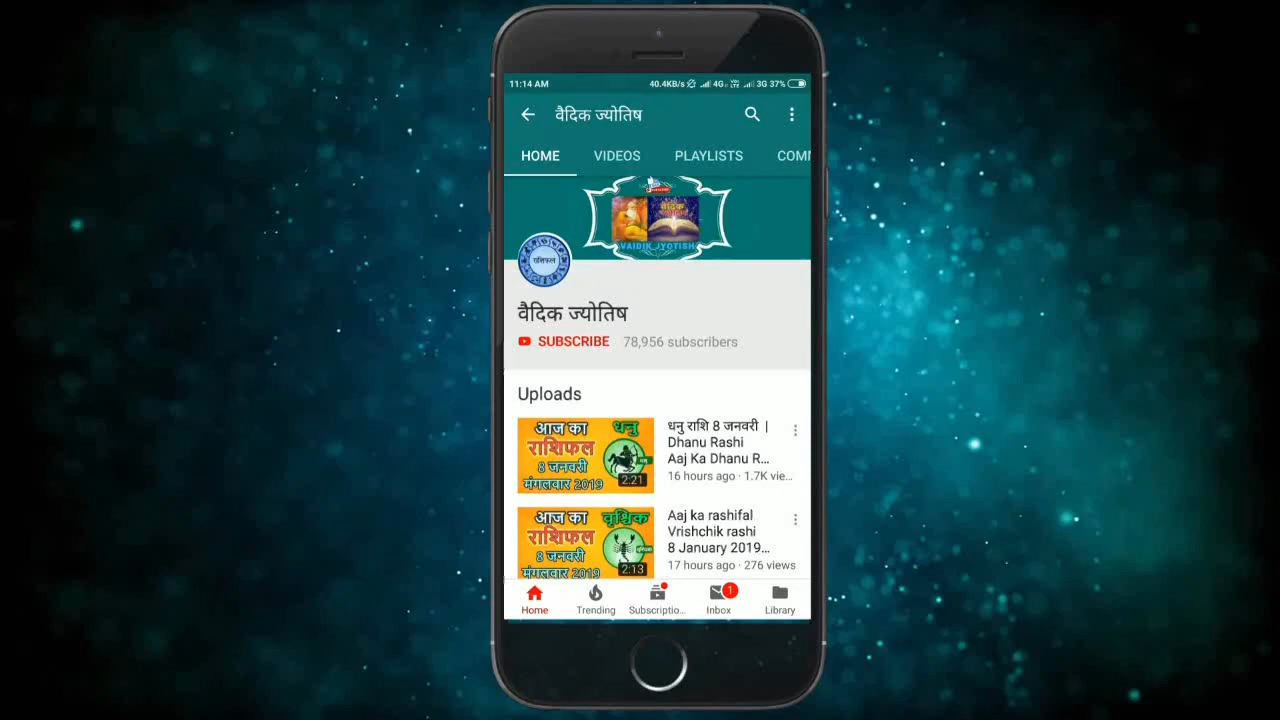 11:14 AM
40.4KB/s 4G 3G 37%
वैदिक ज्योतिष
HOME VIDEOS PLAYLISTS COMM
वैदिक
VAIDIK JYOTISH
राशिफल
वैदिक ज्योतिष
SUBSCRIBE 78,956 subscribers
Uploads
आज का धनु
राशिफल
8 जनवरी
मंगलवार 2019
2:21
धनु राशि 8 जनवरी |
Dhanu Rashi
Aaj Ka Dhanu R...
16 hours ago · 1.7K vie...
आज का वृश्चिक
राशिफल
8 जनवरी
मंगलवार 2019
2:13
Aaj ka rashifal
Vrishchik rashi
8 January 2019...
17 hours ago · 276 views
Home Trending Subscriptio... Inbox 1 Library